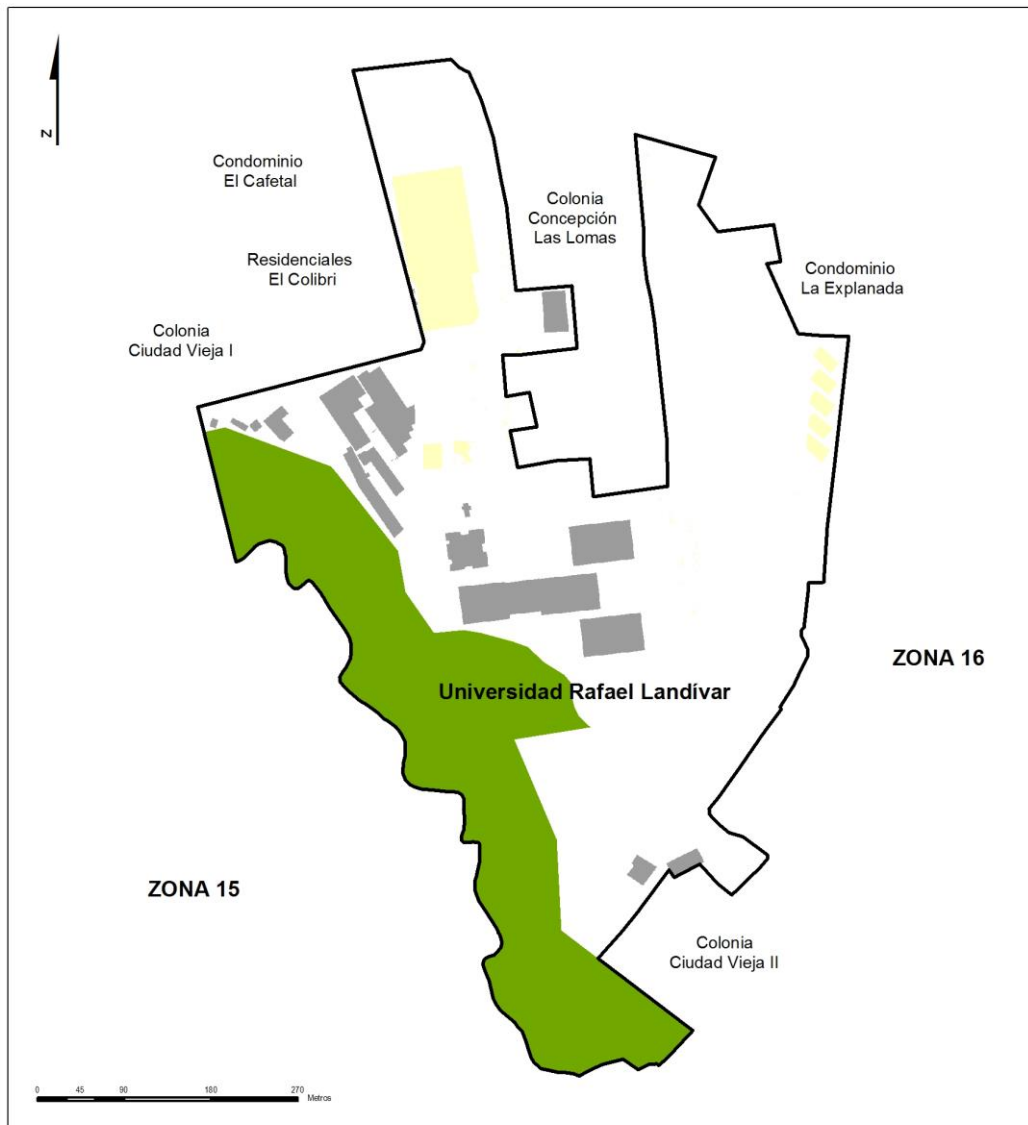 N
Condominio
El Cafetal
Colonia
Concepción
Las Lomas
Residenciales
El Colibri
Condominio
La Explanada
Colonia
Ciudad Vieja I
ZONA 16
Universidad Rafael Landívar
ZONA 15
Colonia
Ciudad Vieja II
0 45 90 180 270
Metros